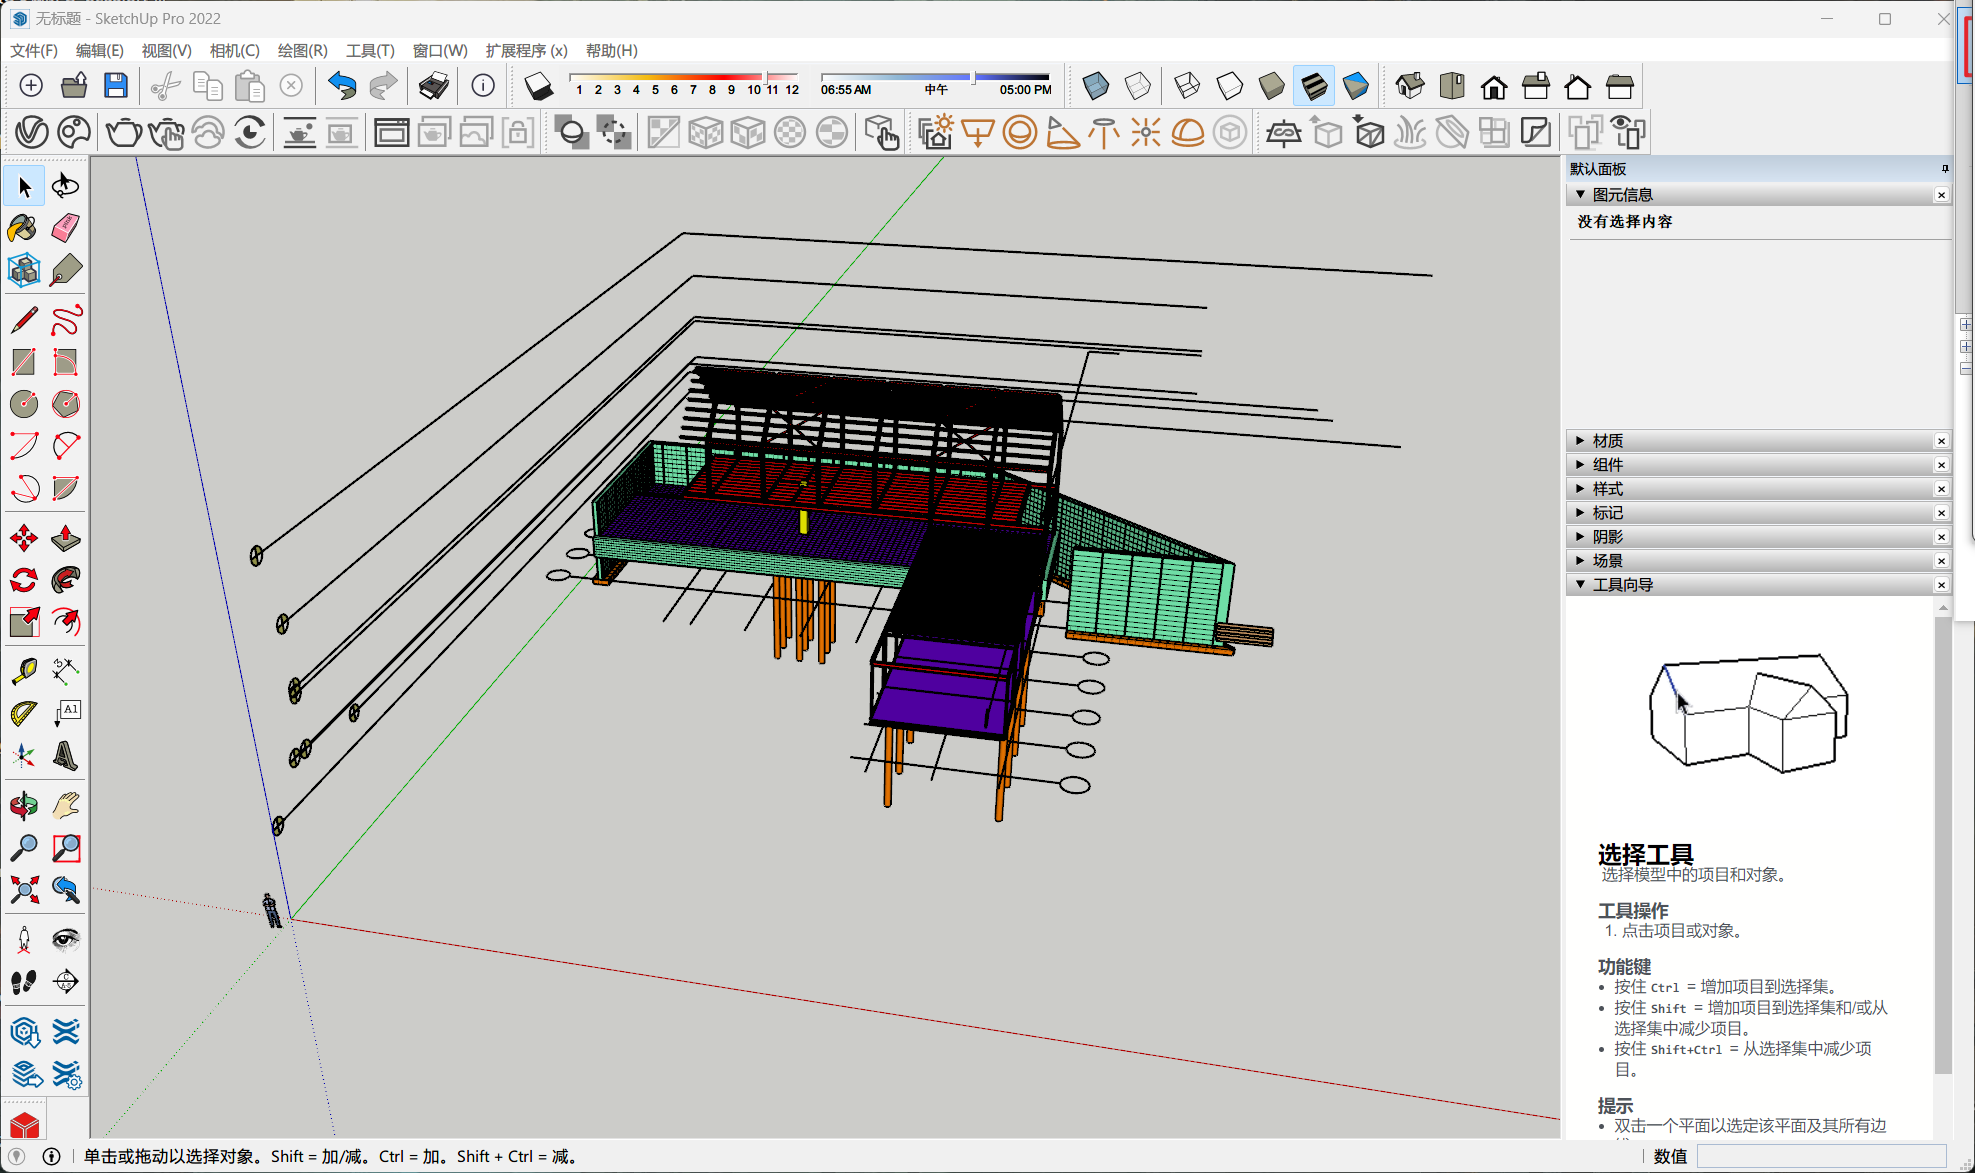 无标题 - SketchUp Pro 2022
文件(F) 编辑(E) 视图(V) 相机(C) 绘图(R) 工具(T) 窗口(W) 扩展程序 (x) 帮助(H)
1 2 3 4 5 6 7 8 9 10 11 12
06:55 AM 中午 05:00 PM
默认面板
图元信息
没有选择内容
材质
组件
样式
标记
阴影
场景
工具向导
A1
选择工具
选择模型中的项目和对象。
工具操作
1. 点击项目或对象。
功能键
• 按住 Ctrl = 增加项目到选择集。
• 按住 Shift = 增加项目到选择集和/或从
选择集中减少项目。
• 按住 Shift+Ctrl = 从选择集中减少项
目。
提示
• 双击一个平面以选定该平面及其所有边
单击或拖动以选择对象。Shift = 加/减。Ctrl = 加。Shift + Ctrl = 减。
数值